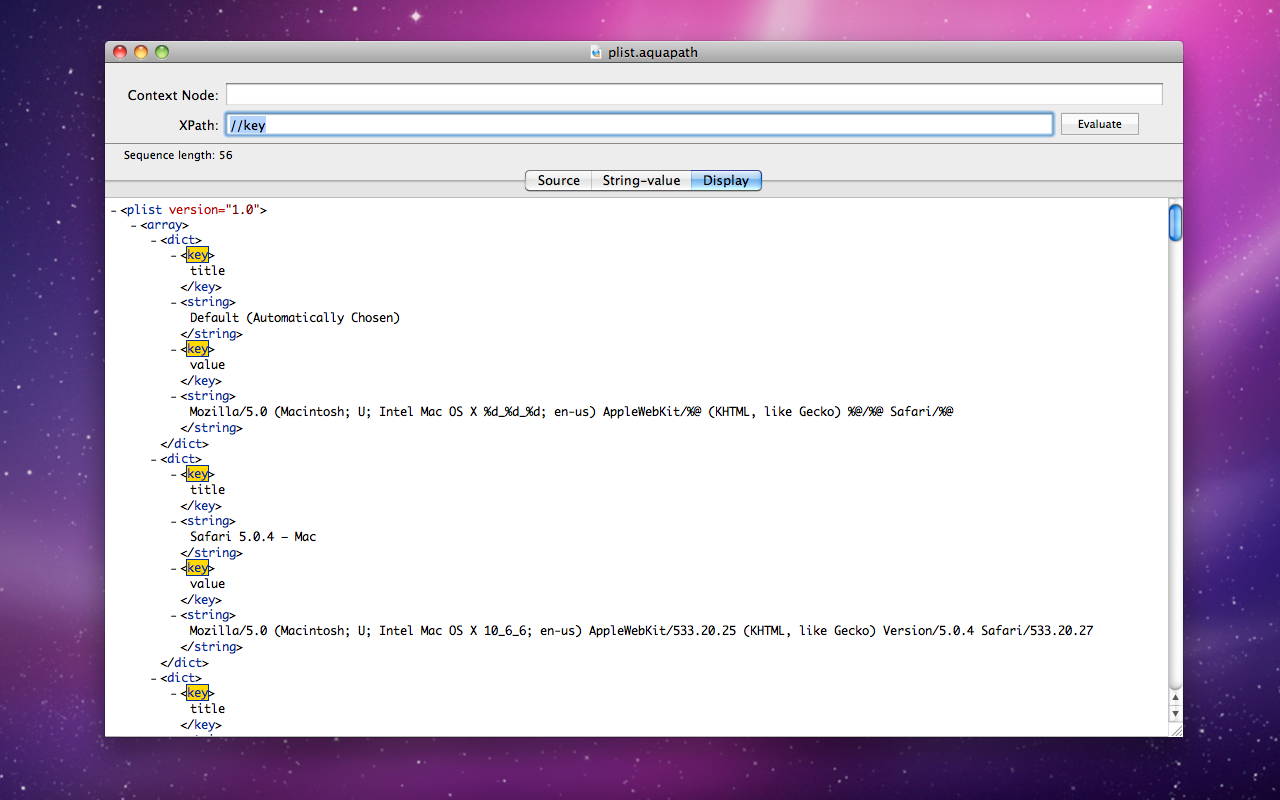 plist.aquapath
Context Node:
XPath: //key Evaluate
Sequence length: 56
Source String-value Display
- <plist version="1.0">
- <array>
- <dict>
- <key>
title
</key>
- <string>
Default (Automatically Chosen)
</string>
- <key>
value
</key>
- <string>
Mozilla/5.0 (Macintosh; U; Intel Mac OS X %d_%d_%d; en-us) AppleWebKit/%@ (KHTML, like Gecko) %@/%@ Safari/%@
</string>
</dict>
- <dict>
- <key>
title
</key>
- <string>
Safari 5.0.4 — Mac
</string>
- <key>
value
</key>
- <string>
Mozilla/5.0 (Macintosh; U; Intel Mac OS X 10_6_6; en-us) AppleWebKit/533.20.25 (KHTML, like Gecko) Version/5.0.4 Safari/533.20.27
</string>
</dict>
- <dict>
- <key>
title
</key>